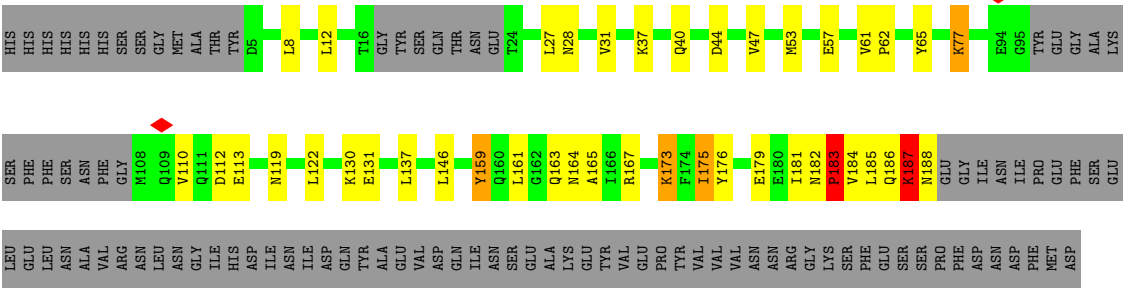 HIS HIS HIS HIS HIS HIS SER SER GLY MET ALA THR TYR D5 L8 L12 T16 GLY TYR SER GLN THR ASN GLU T24 L27 N28 V31 K37 Q40 D44 V47 M53 E57 V61 P62 Y65 K77 E94 G95 TYR GLU GLY ALA LYS
SER PHE PHE SER ASN PHE GLY M108 Q109 V110 Q111 D112 E113 N119 L122 K130 E131 L137 L146 Y159 Q160 L161 G162 Q163 N164 A165 I166 R167 K173 F174 I175 Y176 E179 E180 I181 N182 P183 V184 L185 Q186 K187 N188 GLU GLY ILE ASN ILE PRO GLU PHE SER GLU
LEU GLU LEU ASN ALA VAL ARG ASN LEU ASN GLY ILE HIS ASP ILE ASN ILE ASP GLN TYR ALA GLU VAL ASP GLN ILE ASN SER GLU ALA LYS GLU TYR VAL GLU PRO TYR VAL VAL VAL ASN ASN ARG GLY LYS SER PHE GLU SER SER PRO PHE ASP ASN ASP PHE MET ASP